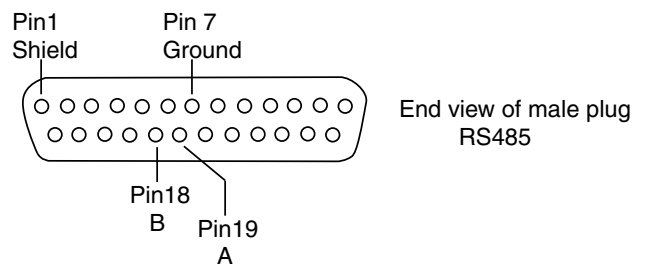 Pin1
Shield
Pin 7
Ground
End view of male plug
RS485
Pin18
B
Pin19
A